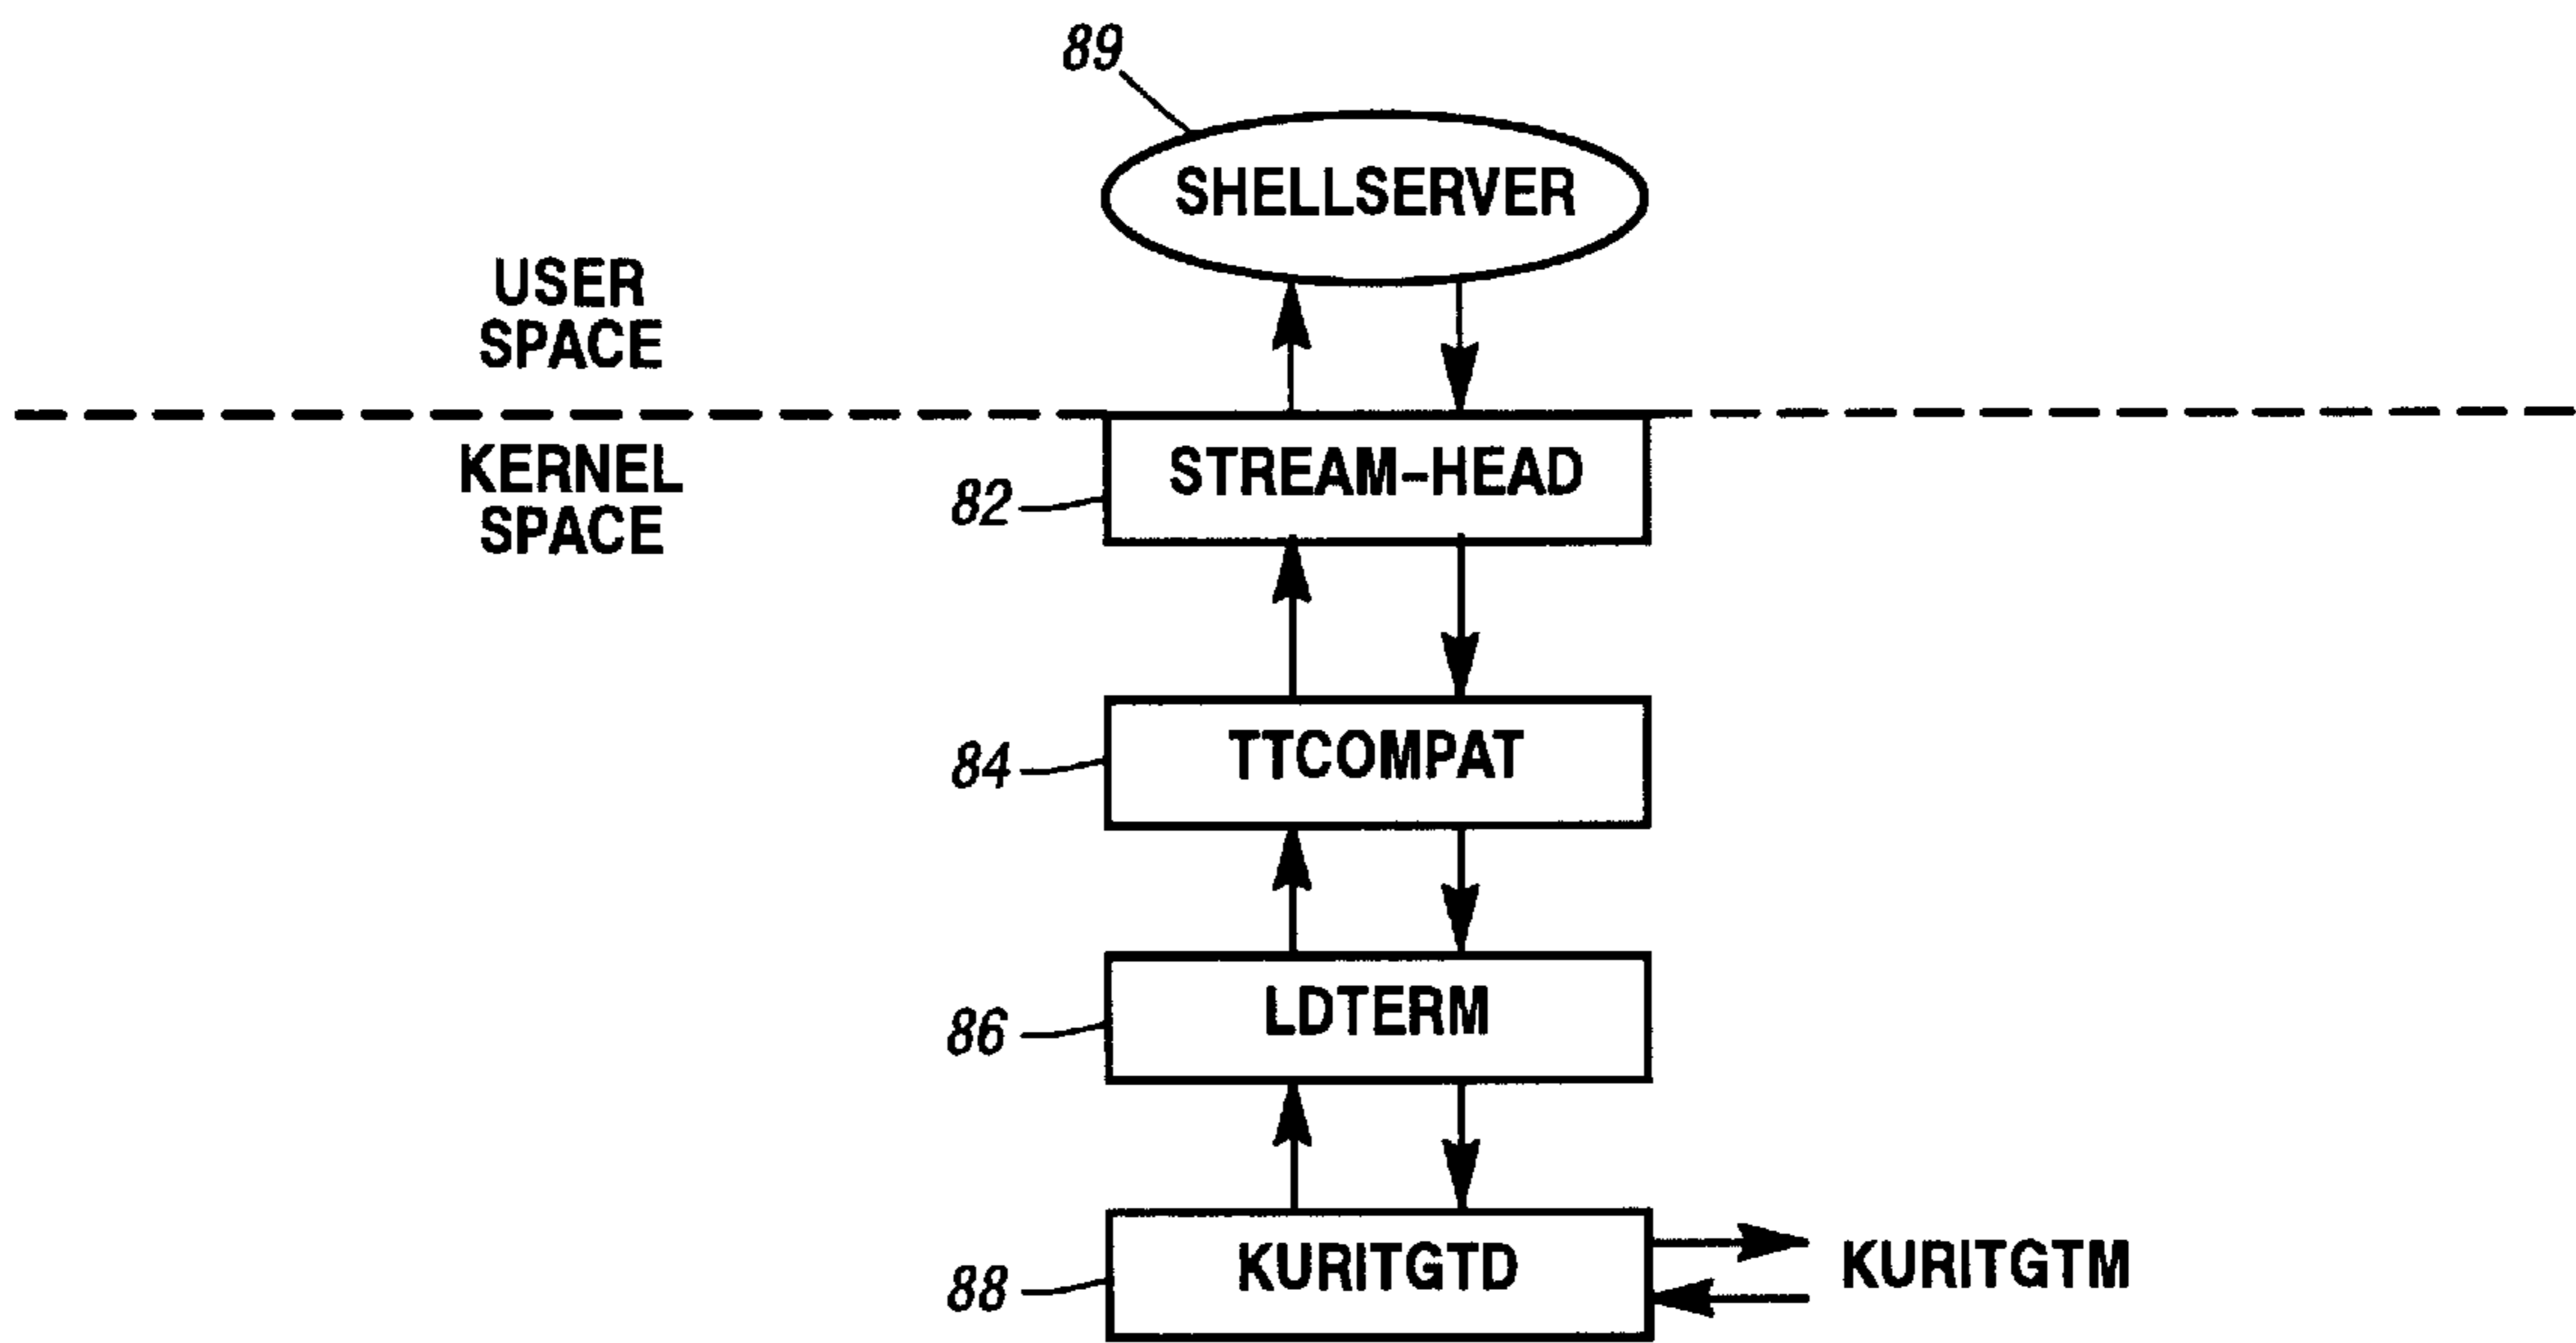 89
SHELLSERVER
USER
SPACE
KERNEL
SPACE
82
STREAM-HEAD
84
TTCOMPAT
86
LDTERM
88
KURITGTD
KURITGTM